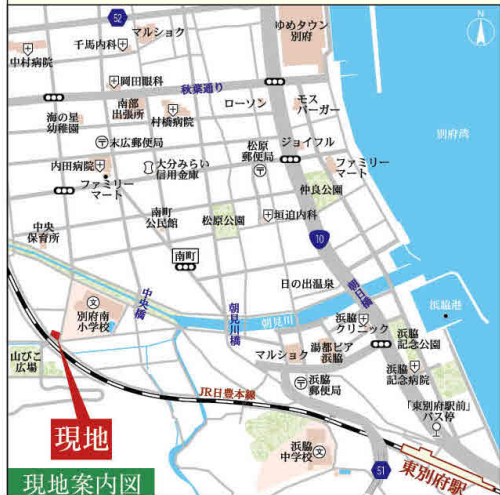 52
マルショク
千馬内科
ゆめタウン
別府
N
中村病院
岡田眼科
秋葉通り
海の星
幼稚園
南部
出張所
村橋病院
ローソン
モス
バーガー
末広郵便局
松原
郵便局
ジョイフル
別府湾
内田病院
大分みらい
信用金庫
ファミリー
マート
ファミリー
マート
仲良公園
南町
公民館
松原公園
垣迫内科
中央
保育所
南町
10
日の出温泉
中央橋
朝見川橋
朝見川
朝日橋
浜脇港
別府南
小学校
浜脇
クリニック
浜脇
記念公園
山びこ
広場
マルショク
湯都ピア
浜脇
浜脇
記念病院
JR日豊本線
浜脇
郵便局
「東別府駅前」
バス停
現地
浜脇
中学校
51
東別府駅
現地案内図